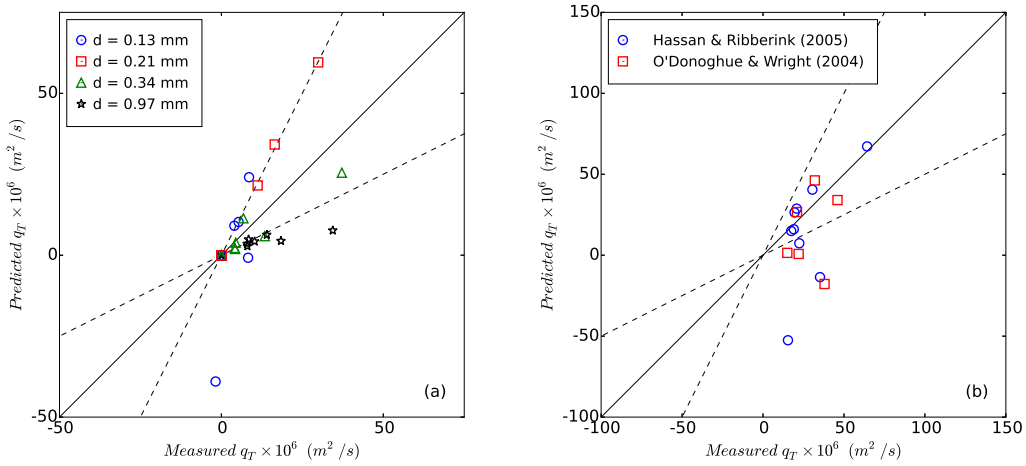 d = 0.13 mm
d = 0.21 mm
d = 0.34 mm
d = 0.97 mm
50
0
-50
0
50
Predicted q_T × 10^6 (m^2 /s)
Measured q_T × 10^6 (m^2 /s)
(a)
Hassan & Ribberink (2005)
O'Donoghue & Wright (2004)
150
100
50
0
-50
-100
-100
-50
0
50
100
150
Predicted q_T × 10^6 (m^2 /s)
Measured q_T × 10^6 (m^2 /s)
(b)